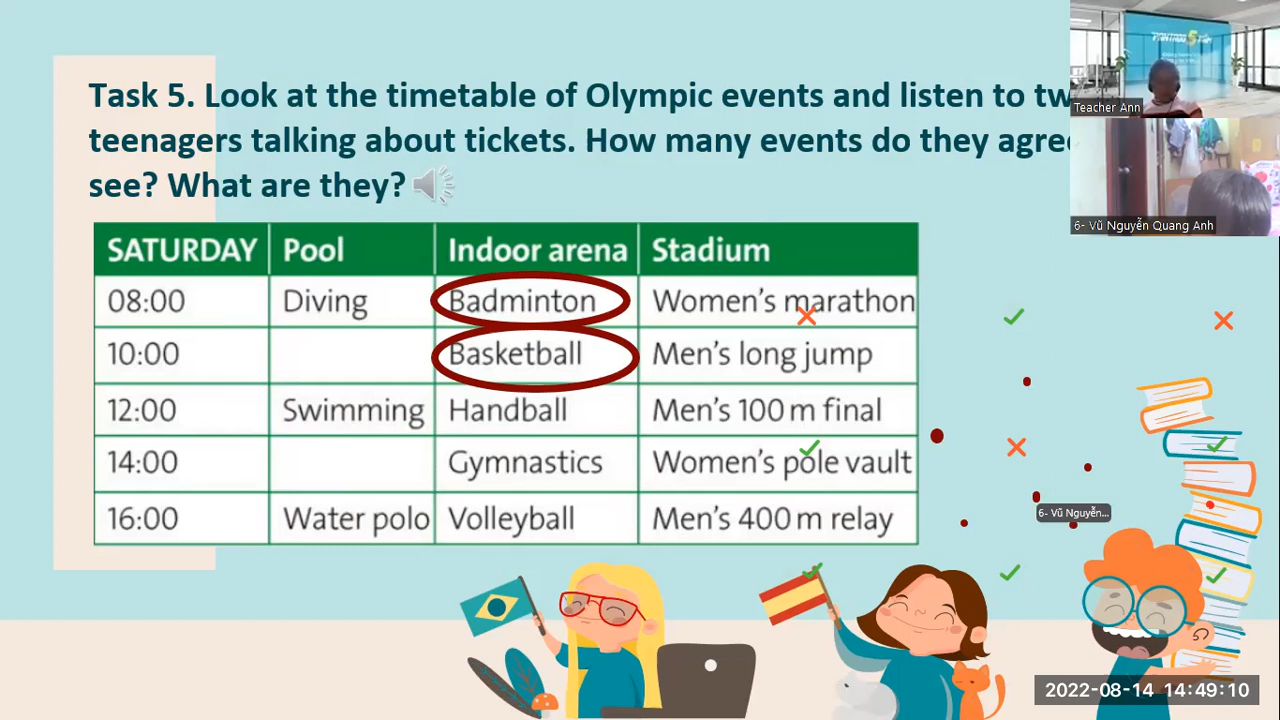 Task 5. Look at the timetable of Olympic events and listen to tw
teenagers talking about tickets. How many events do they agre
see? What are they?
SATURDAY Pool Indoor arena Stadium
08:00 Diving Badminton Women's marathon
10:00 Basketball Men's long jump
12:00 Swimming Handball Men's 100 m final
14:00 Gymnastics Women's pole vault
16:00 Water polo Volleyball Men's 400 m relay
Teacher Ann
6- Vũ Nguyễn Quang Anh
6- Vũ Nguyễn...
2022-08-14 14:49:10